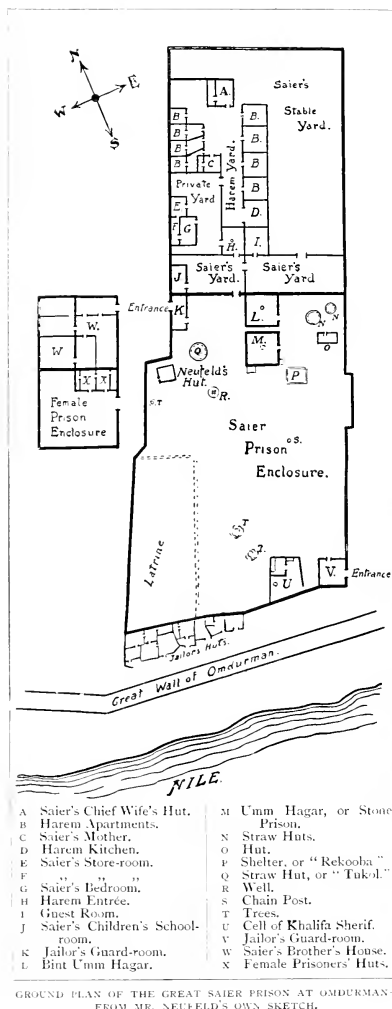 N
E
W
S
Saier's
Stable
Yard.
A.
B
B.
B
B.
B
B.
B
C
B
Harem Yard.
Private
Yard
D.
E
F
G
H.
I.
Saier's
Yard.
Saier's
Yard
J
Entrance
K
L.
N
N
M.
O
W.
W
Q
P
X
X
Neufeld's
Hut.
R.
Female
Prison
Enclosure
S.T
Saier
Prison
Enclosure.
S.
Latrine
T
T.
U
V.
Entrance
Jailors Huts.
Great Wall of Omdurman.
NILE.
A Saier's Chief Wife's Hut.
B Harem Apartments.
C Saier's Mother.
D Harem Kitchen.
E Saier's Store-room.
F „ „ „
G Saier's Bedroom.
H Harem Entrée.
I Guest Room.
J Saier's Children's School-
room.
K Jailor's Guard-room.
L Bint Umm Hagar.
M Umm Hagar, or Stone
Prison.
N Straw Huts.
O Hut.
P Shelter, or "Rekooba"
Q Straw Hut, or "Tukol."
R Well.
S Chain Post.
T Trees.
U Cell of Khalifa Sherif.
V Jailor's Guard-room.
W Saier's Brother's House.
X Female Prisoners' Huts.
GROUND PLAN OF THE GREAT SAIER PRISON AT OMDURMAN—
FROM MR. NEUFELD'S OWN SKETCH.